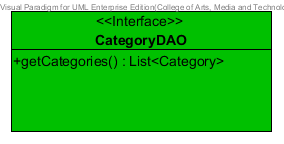 Visual Paradigm for UML Enterprise Edition(College of Arts, Media and Technolo
<<Interface>>
CategoryDAO
+getCategories() : List<Category>